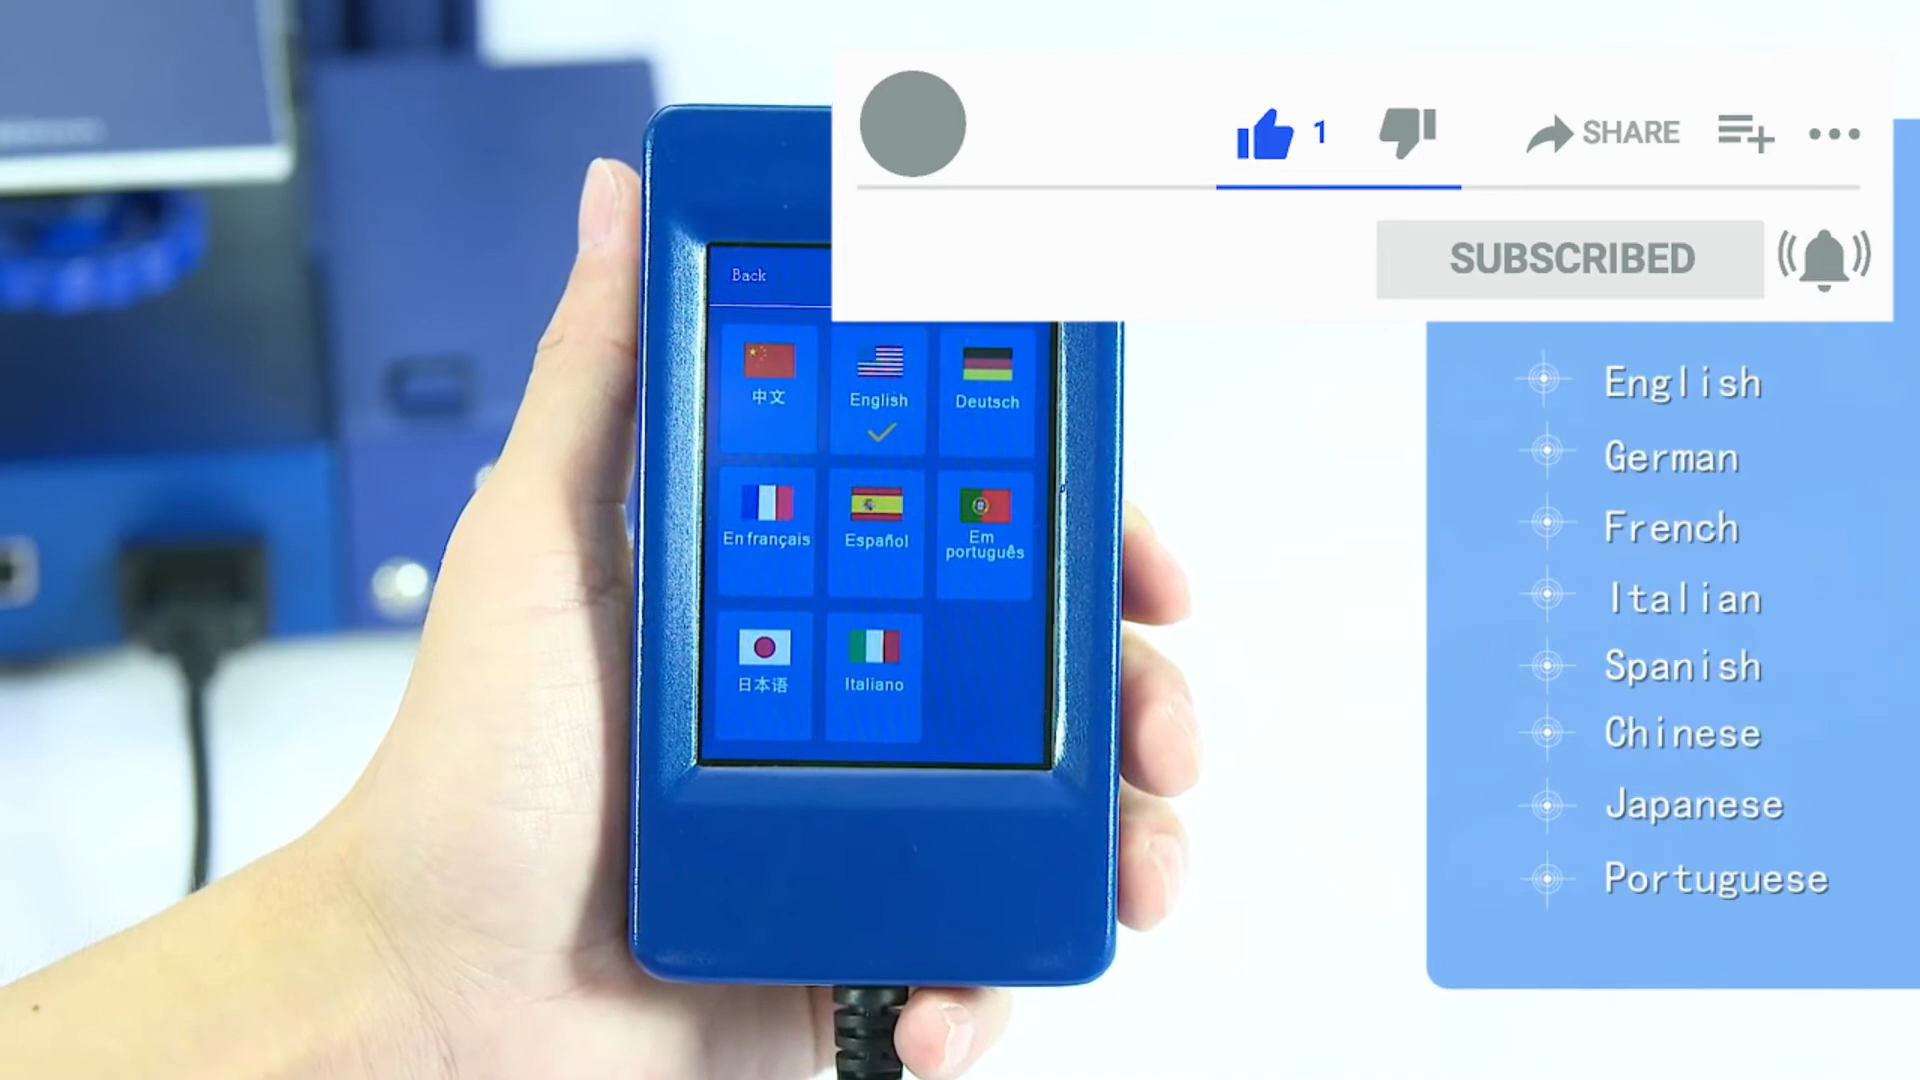 1
SHARE
SUBSCRIBED
Back
中文
English
Deutsch
En français
Español
Em
português
日本语
Italiano
English
German
French
Italian
Spanish
Chinese
Japanese
Portuguese